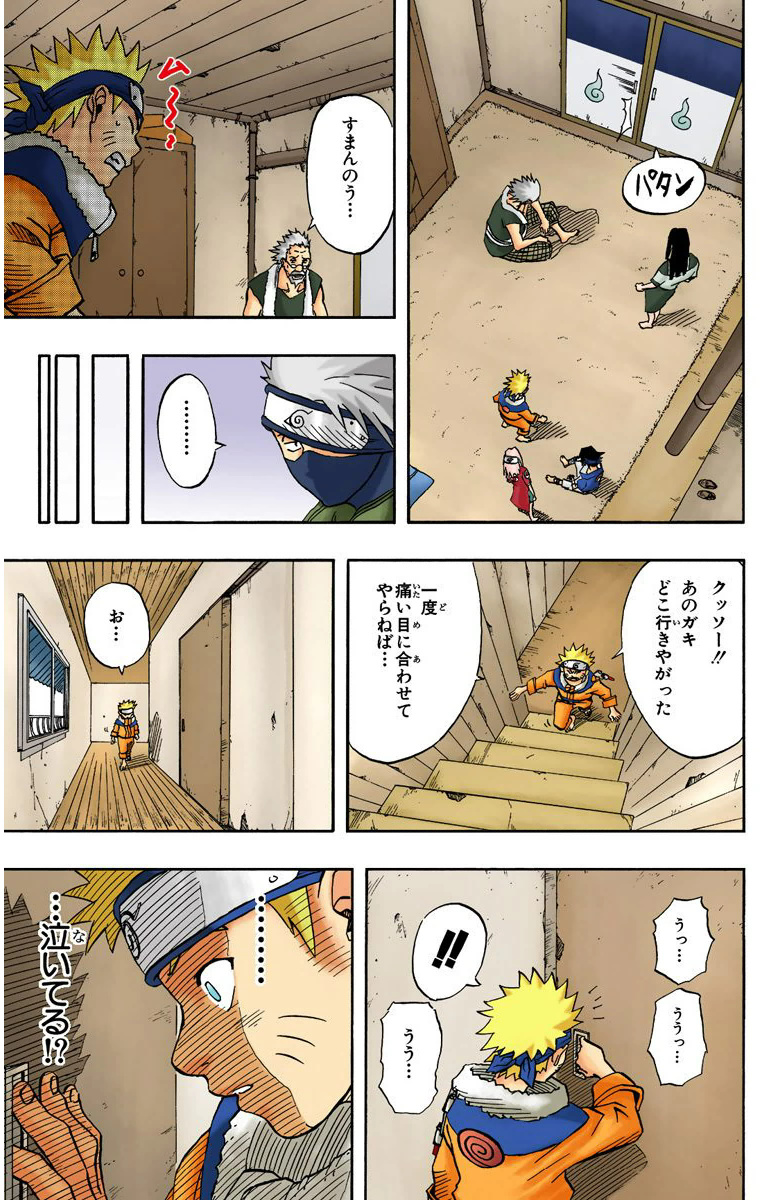 パタン
すまんのう…
ム～～
………
クッソー!!
あのガキ
どこ行きやがった
一度
痛い目に合わせて
やらねば…
お…
うっ…
ううっ…
!!
うう…
………
…泣いてる!?